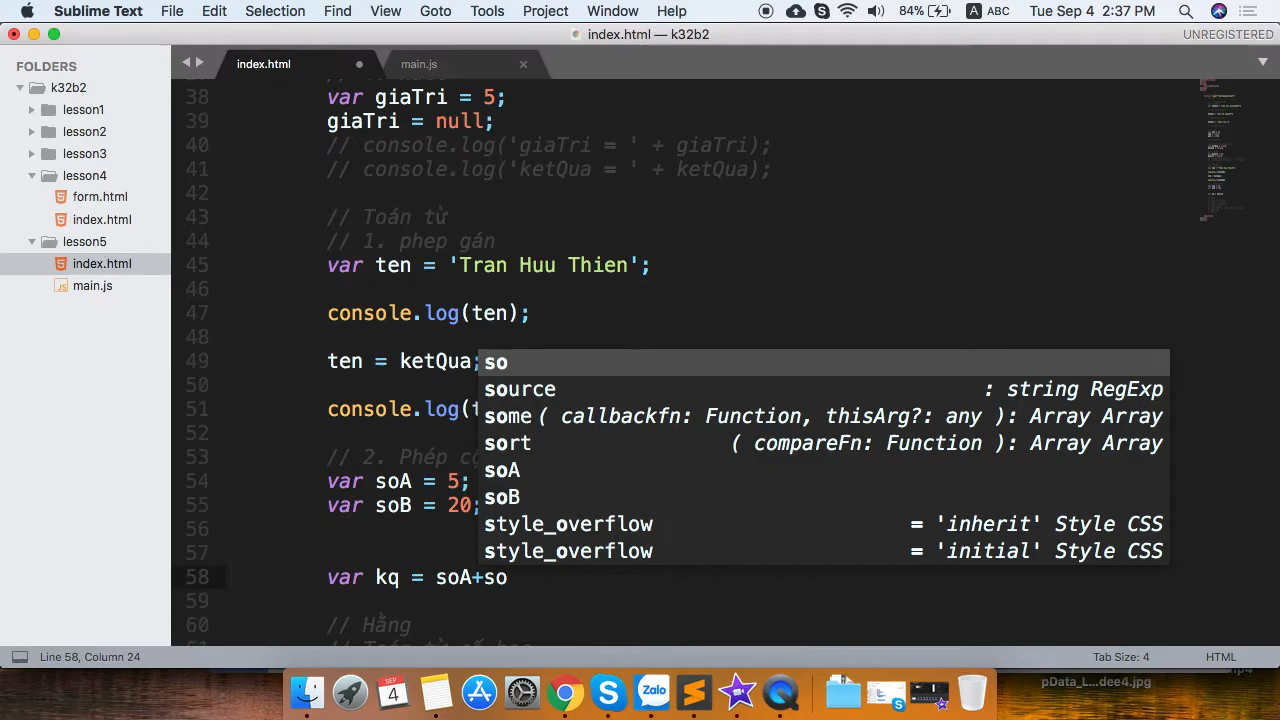 Sublime Text File Edit Selection Find View Goto Tools Project Window Help 84% A ABC Tue Sep 4 2:37 PM
index.html — k32b2 UNREGISTERED
FOLDERS
k32b2
lesson1
lesson2
lesson3
lesson4
form.html
index.html
lesson5
index.html
main.js
index.html main.js
38 var giaTri = 5;
39 giaTri = null;
40 // console.log('giaTri = ' + giaTri);
41 // console.log('ketQua = ' + ketQua);
42
43 // Toán tử
44 // 1. phep gán
45 var ten = 'Tran Huu Thien';
46
47 console.log(ten);
48
49 ten = ketQua;
50
51 console.log(t
52
53 // 2. Phép cộ
54 var soA = 5;
55 var soB = 20;
56
57
58 var kq = soA+so
59
60 // Hằng
so
source : string RegExp
some ( callbackfn: Function, thisArg?: any ): Array Array
sort ( compareFn: Function ): Array Array
soA
soB
style_overflow = 'inherit' Style CSS
style_overflow = 'initial' Style CSS
Line 58, Column 24 Tab Size: 4 HTML
SEP
4
Zalo
pData_L...dee4.jpg